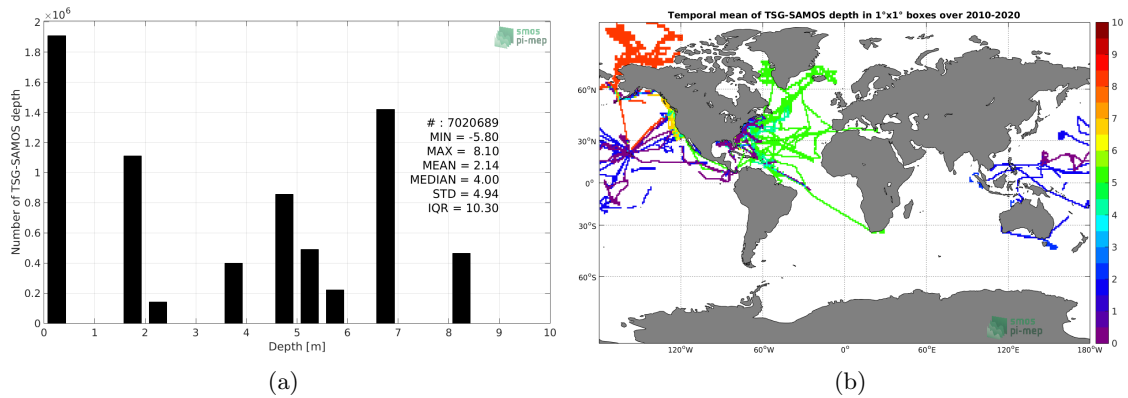 ×10⁶
2
1.8
1.6
1.4
1.2
1
0.8
0.6
0.4
0.2
0
Number of TSG-SAMOS depth
smos
pi-mep
# : 7020689
MIN = -5.80
MAX = 8.10
MEAN = 2.14
MEDIAN = 4.00
STD = 4.94
IQR = 10.30
0 1 2 3 4 5 6 7 8 9 10
Depth [m]
(a)
Temporal mean of TSG-SAMOS depth in 1°x1° boxes over 2010-2020
60°N
30°N
0°
30°S
60°S
120°W 60°W 0° 60°E 120°E 180°W
smos
pi-mep
10
9
8
7
6
5
4
3
2
1
0
(b)